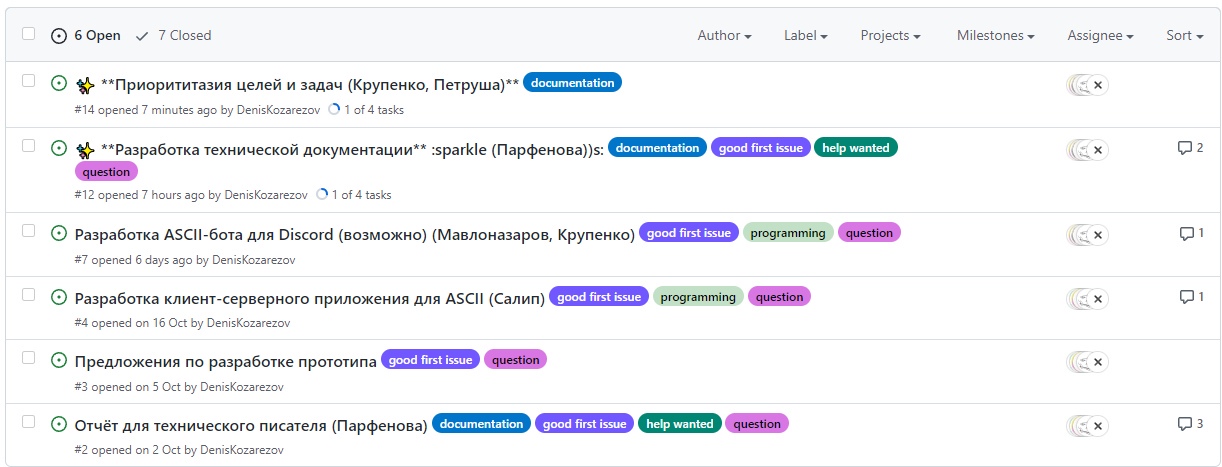 6 Open 7 Closed Author Label Projects Milestones Assignee Sort
✨ **Приорититазия целей и задач (Крупенко, Петруша)** documentation
#14 opened 7 minutes ago by DenisKozarezov 1 of 4 tasks
✨ **Разработка технической документации** :sparkle (Парфенова))s: documentation good first issue help wanted 2
question
#12 opened 7 hours ago by DenisKozarezov 1 of 4 tasks
Разработка ASCII-бота для Discord (возможно) (Мавлоназаров, Крупенко) good first issue programming question 1
#7 opened 6 days ago by DenisKozarezov
Разработка клиент-серверного приложения для ASCII (Салип) good first issue programming question 1
#4 opened on 16 Oct by DenisKozarezov
Предложения по разработке прототипа good first issue question
#3 opened on 5 Oct by DenisKozarezov
Отчёт для технического писателя (Парфенова) documentation good first issue help wanted question 3
#2 opened on 2 Oct by DenisKozarezov